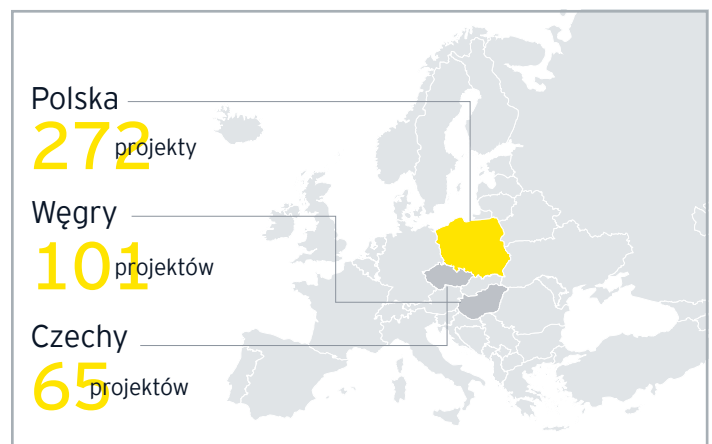 Polska
272 projekty
Węgry
101 projektów
Czechy
65 projektów